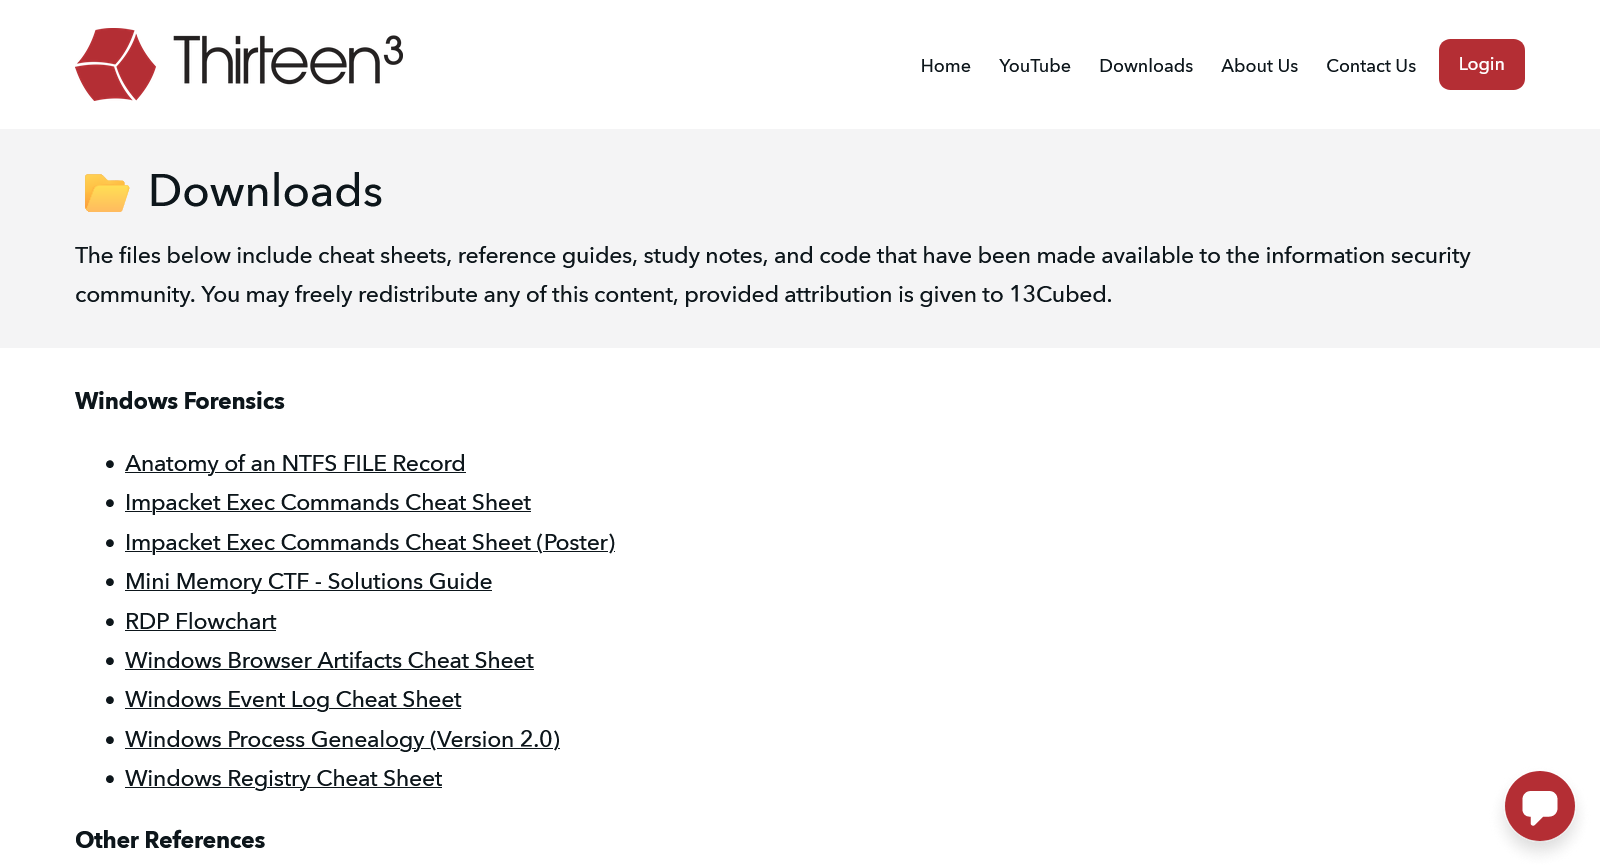 Thirteen³
Home
YouTube
Downloads
About Us
Contact Us
Login
Downloads
The files below include cheat sheets, reference guides, study notes, and code that have been made available to the information security
community. You may freely redistribute any of this content, provided attribution is given to 13Cubed.
Windows Forensics
• Anatomy of an NTFS FILE Record
• Impacket Exec Commands Cheat Sheet
• Impacket Exec Commands Cheat Sheet (Poster)
• Mini Memory CTF - Solutions Guide
• RDP Flowchart
• Windows Browser Artifacts Cheat Sheet
• Windows Event Log Cheat Sheet
• Windows Process Genealogy (Version 2.0)
• Windows Registry Cheat Sheet
Other References